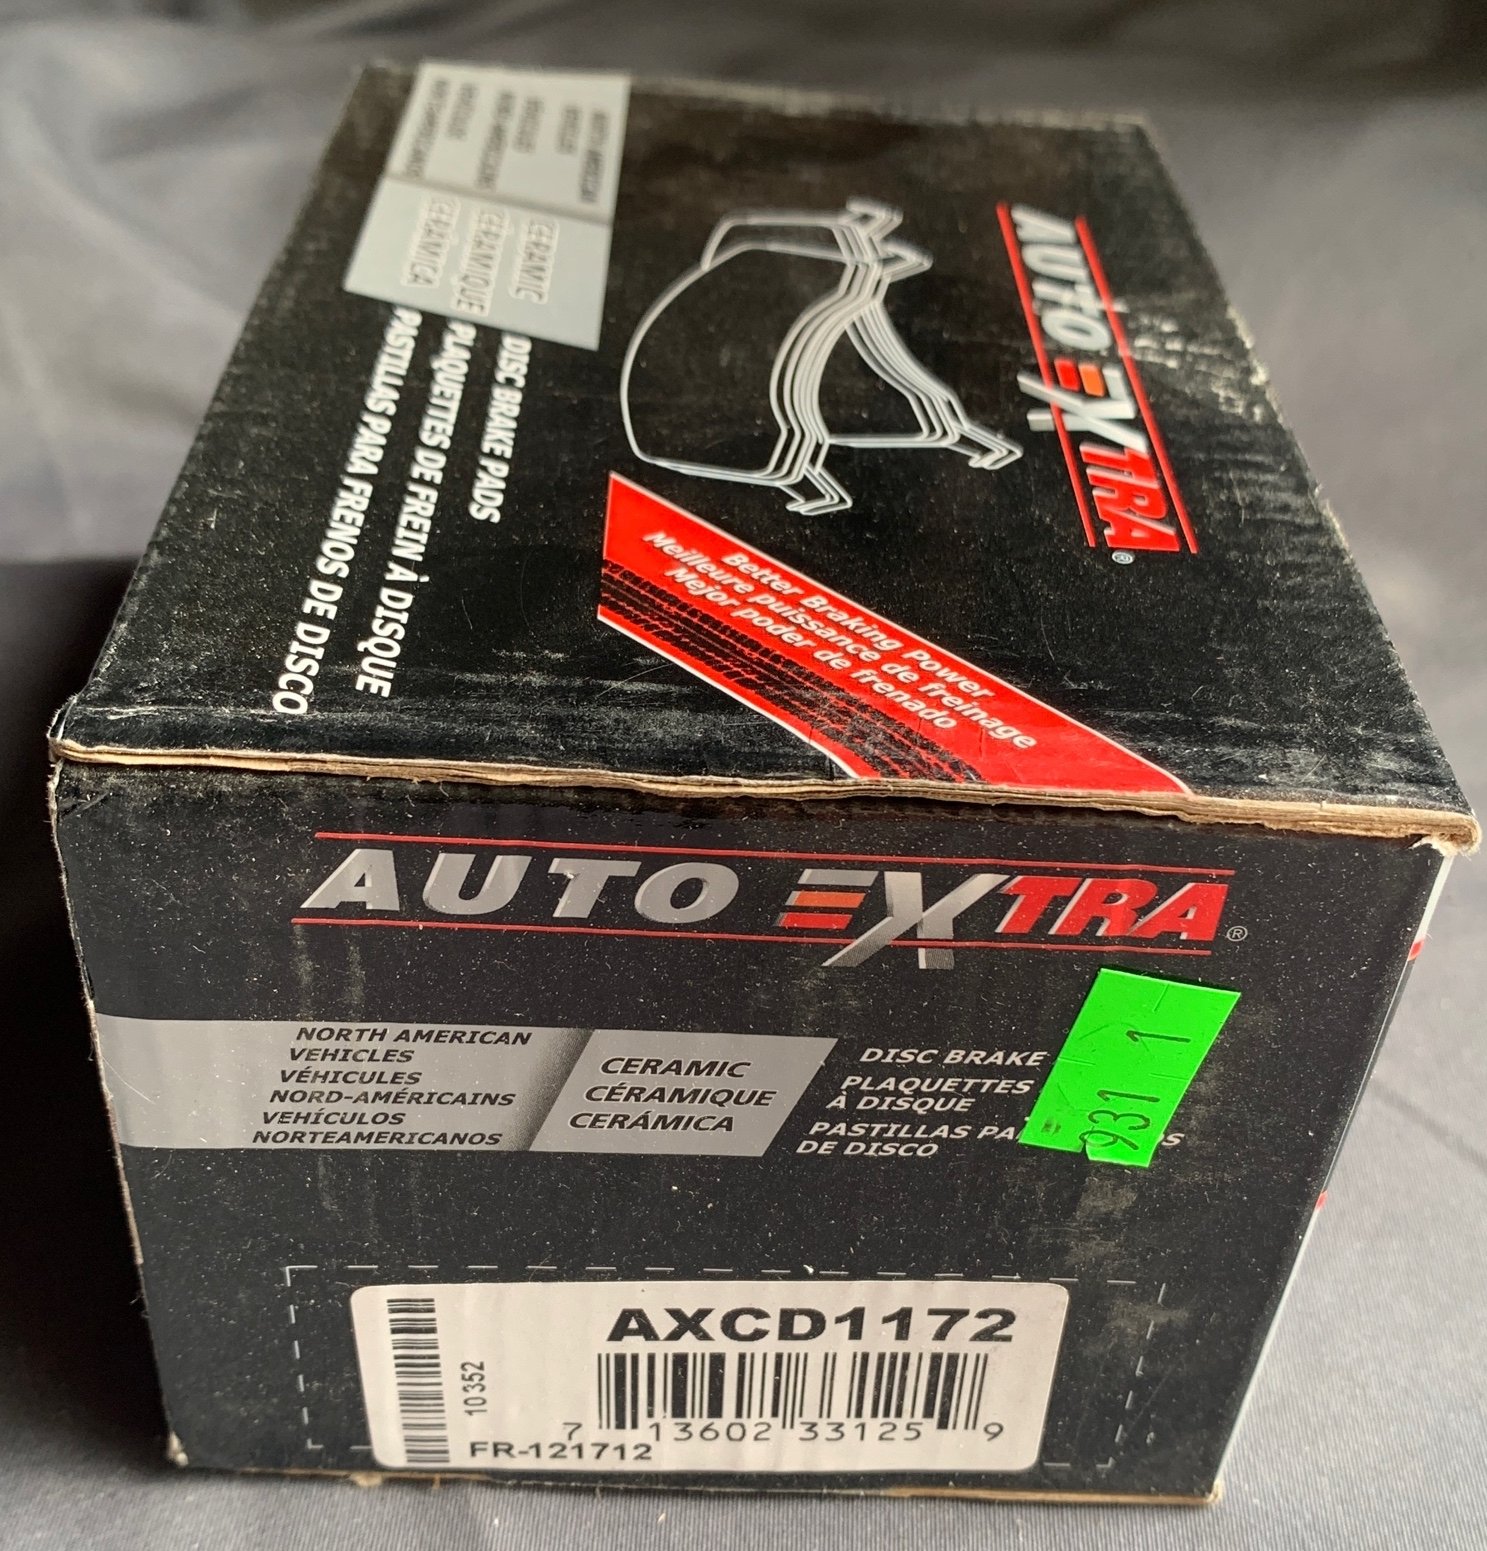 AUTO EXTRA®
Better Braking Power
Meilleure puissance de freinage
Mejor poder de frenado
CERAMIC
CÉRAMIQUE
CERÁMICA
DISC BRAKE PADS
PLAQUETTES DE FREIN À DISQUE
PASTILLAS PARA FRENOS DE DISCO
AUTO EXTRA®
NORTH AMERICAN
VEHICLES
VÉHICULES
NORD-AMÉRICAINS
VEHÍCULOS
NORTEAMERICANOS
CERAMIC
CÉRAMIQUE
CERÁMICA
DISC BRAKE
PLAQUETTES
À DISQUE
PASTILLAS
DE DISCO
931 1
AXCD1172
10352
7 13602 33125 9
FR-121712